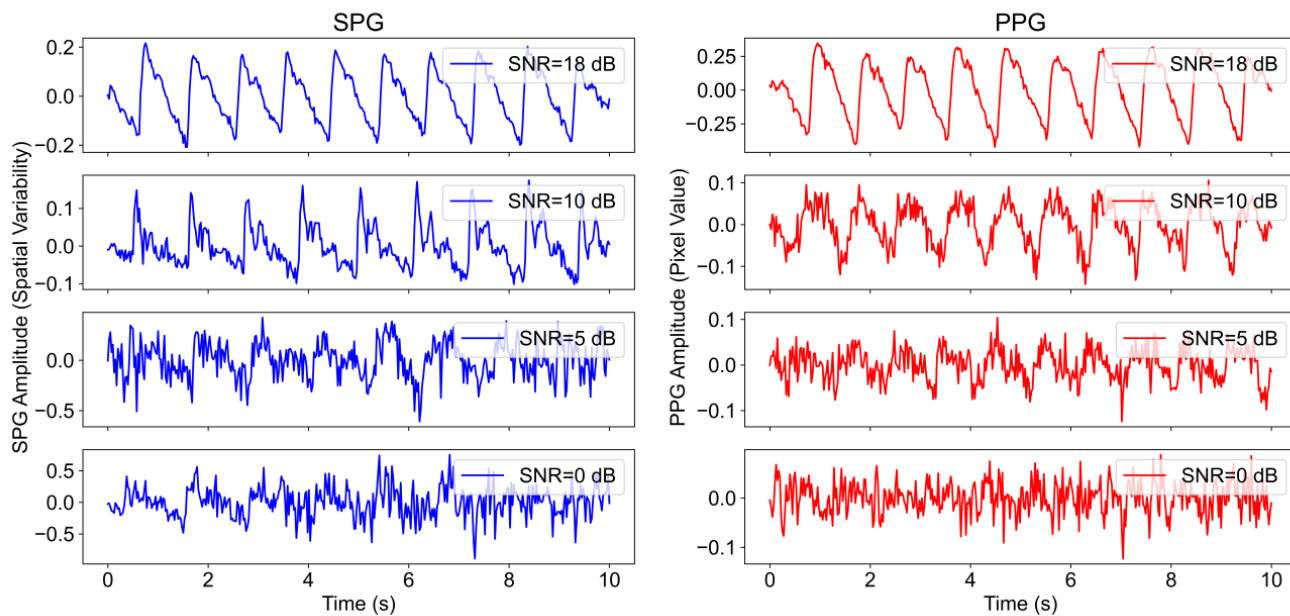 SPG
PPG
SPG Amplitude (Spatial Variability)
0.2
0.0
−0.2
SNR=18 dB
0.1
0.0
−0.1
SNR=10 dB
0.0
−0.5
SNR=5 dB
0.5
0.0
−0.5
SNR=0 dB
0 2 4 6 8 10
Time (s)
PPG Amplitude (Pixel Value)
0.25
0.00
−0.25
SNR=18 dB
0.1
0.0
−0.1
SNR=10 dB
0.1
0.0
−0.1
SNR=5 dB
0.0
−0.1
SNR=0 dB
0 2 4 6 8 10
Time (s)